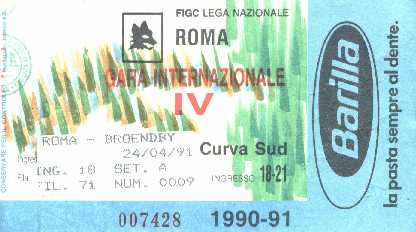 FIGC LEGA NAZIONALE
ROMA
GARA INTERNAZIONALE
IV
ROMA - BROENDBY
24/04/91
Curva Sud
ING. 18 SET. A
INGRESSO 18-21
FIL. 71 NUM. 0009
007428 1990-91
Barilla
la pasta sempre al dente.